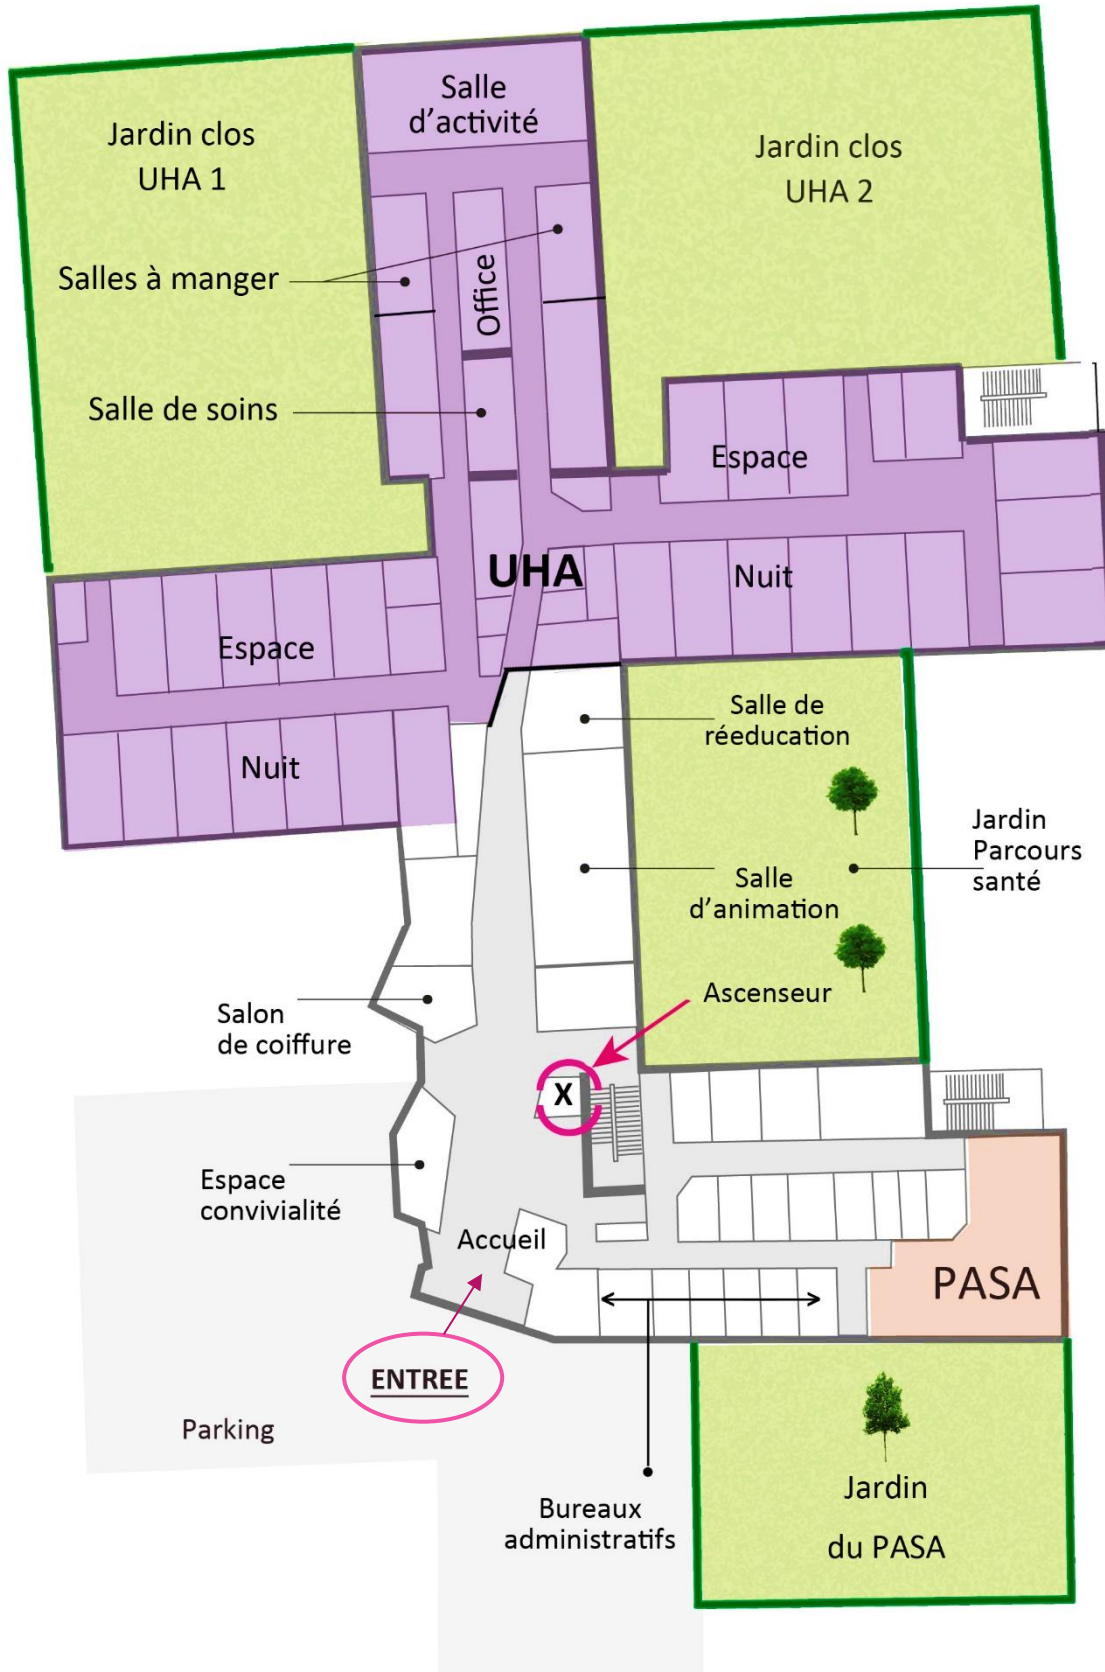 Salle
d'activité
Jardin clos
UHA 1
Jardin clos
UHA 2
Salles à manger
Office
Salle de soins
Espace
Nuit
UHA
Espace
Nuit
Salle de
réeducation
Jardin
Parcours
santé
Salle
d'animation
Ascenseur
Salon
de coiffure
X
Espace
convivialité
Accueil
PASA
ENTREE
Parking
Bureaux
administratifs
Jardin
du PASA